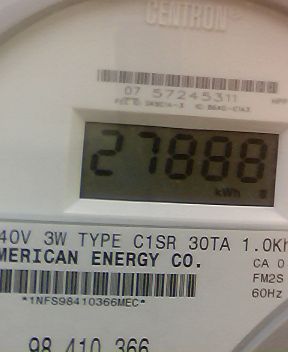 CENTRON®
07 57245311
27888
kWh
40V 3W TYPE C1SR 30TA 1.0Kh
MERICAN ENERGY CO.
CA 0
FM2S
60Hz
*1NFS98410366MEC*
98 410 366